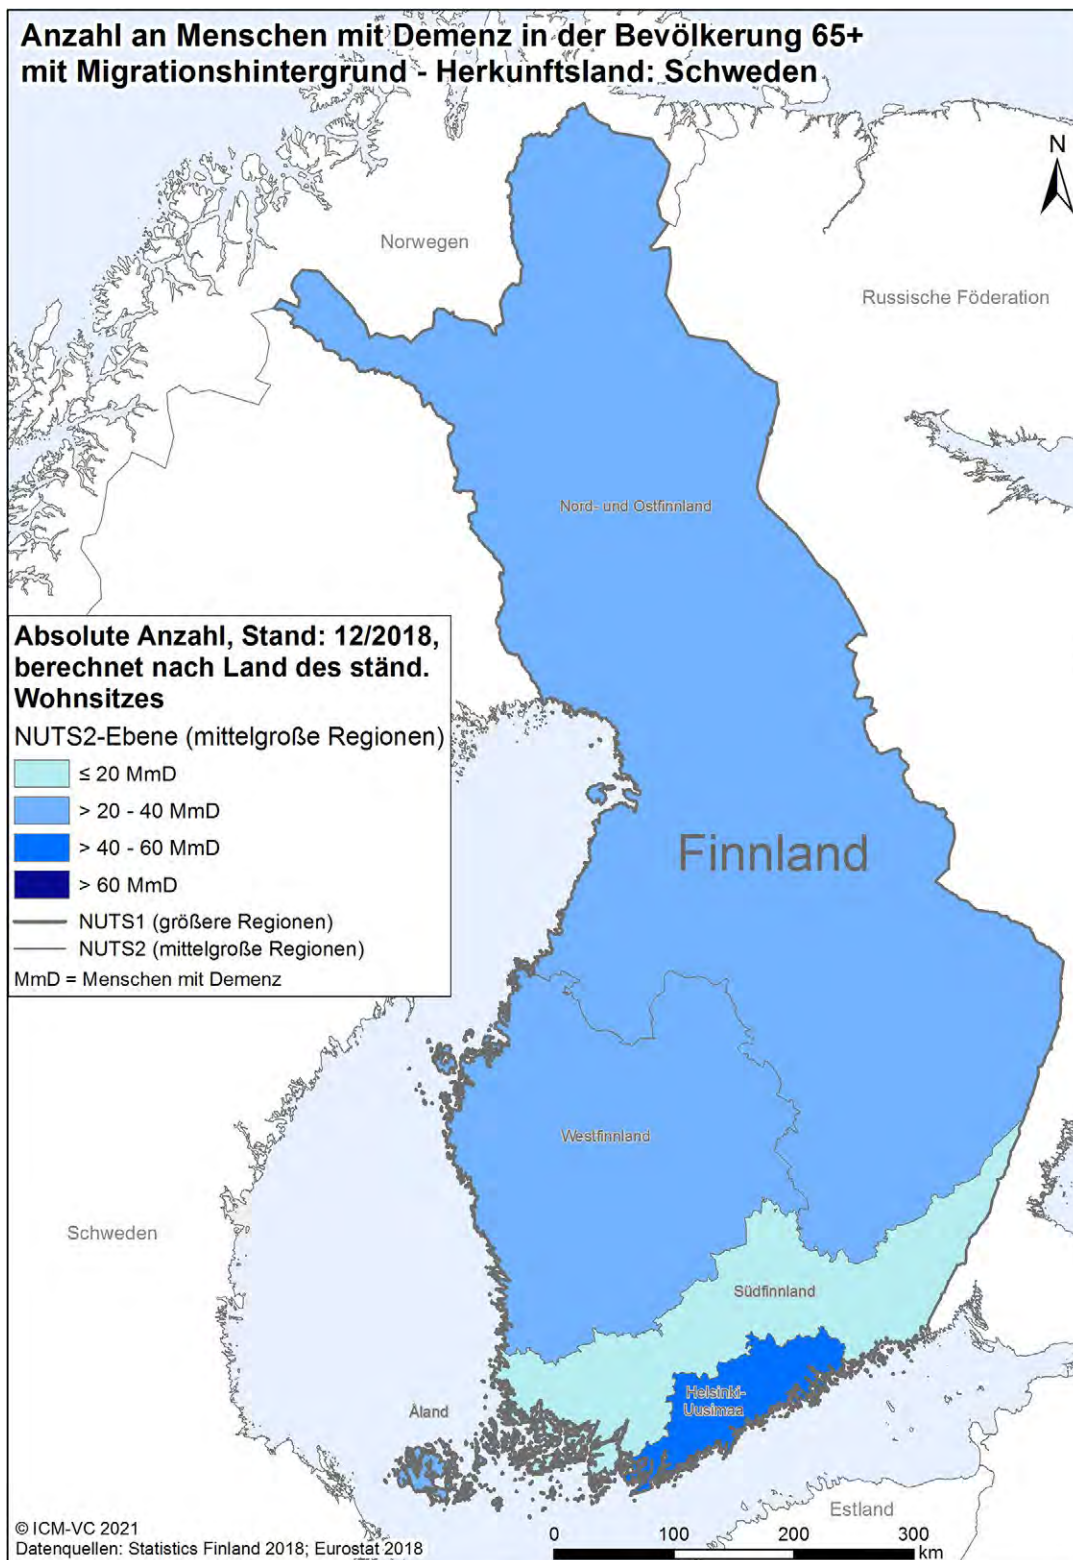 Anzahl an Menschen mit Demenz in der Bevölkerung 65+
mit Migrationshintergrund - Herkunftsland: Schweden
N
Norwegen
Russische Föderation
Nord- und Ostfinnland
Absolute Anzahl, Stand: 12/2018,
berechnet nach Land des ständ.
Wohnsitzes
NUTS2-Ebene (mittelgroße Regionen)
≤ 20 MmD
> 20 - 40 MmD
> 40 - 60 MmD
> 60 MmD
NUTS1 (größere Regionen)
NUTS2 (mittelgroße Regionen)
MmD = Menschen mit Demenz
Finnland
Westfinnland
Schweden
Südfinnland
Helsinki-
Uusimaa
Åland
Estland
© ICM-VC 2021
Datenquellen: Statistics Finland 2018; Eurostat 2018
0 100 200 300
km